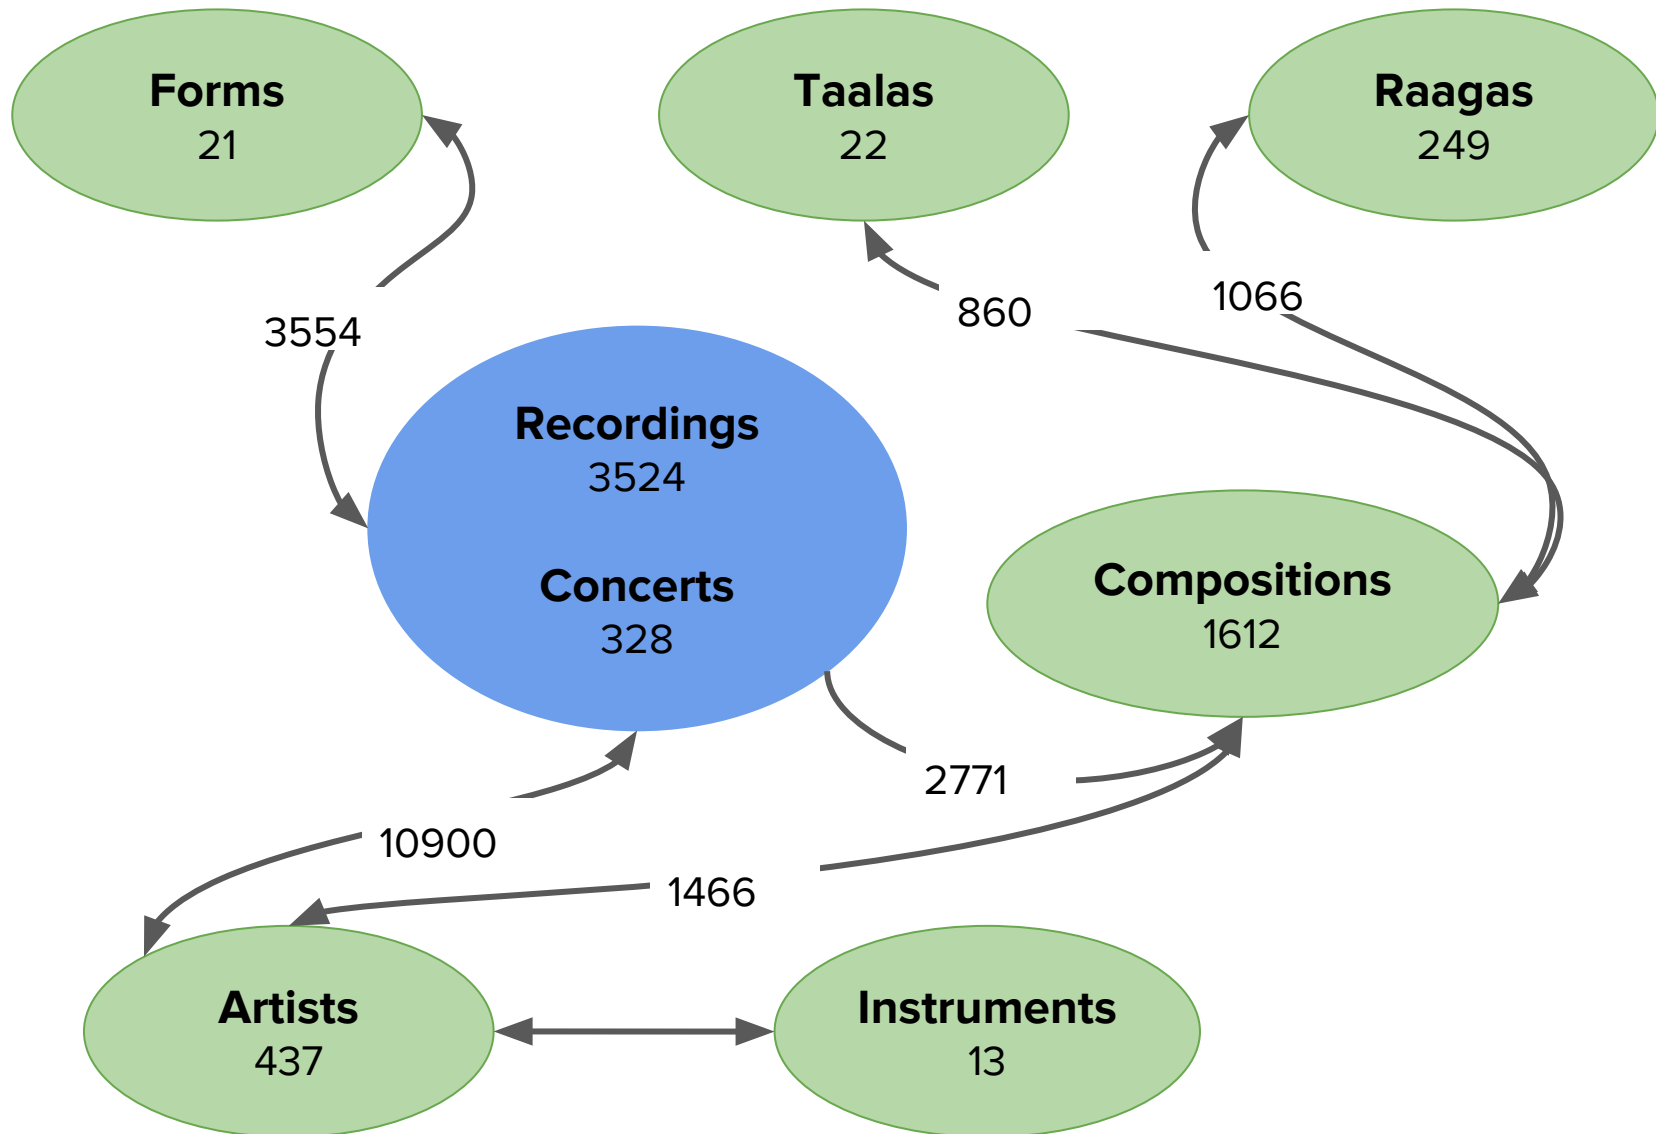 Forms
21
Taalas
22
Raagas
249
3554
860
1066
Recordings
3524
Concerts
328
Compositions
1612
2771
10900
1466
Artists
437
Instruments
13